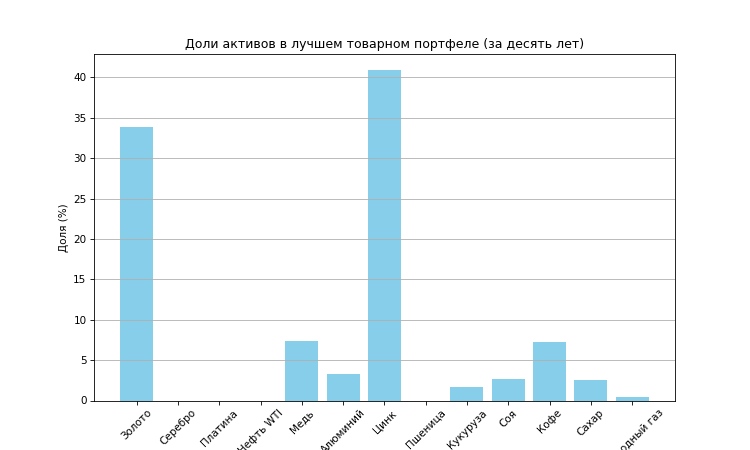 Доли активов в лучшем товарном портфеле (за десять лет)
Доля (%)
40
35
30
25
20
15
10
5
0
Золото
Серебро
Платина
Нефть WTI
Медь
Алюминий
Цинк
Пшеница
Кукуруза
Соя
Кофе
Сахар
газ